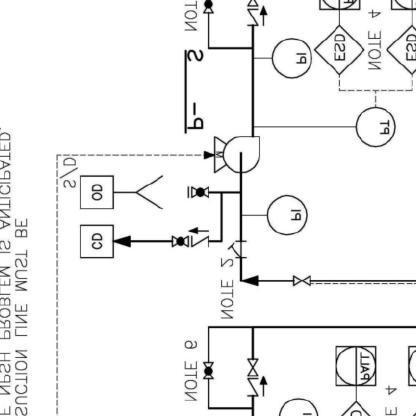 NOT
P- S
PI
ESD
NOTE 4
ESD
PT
S/D
OD
CD
PI
NOTE 2
NOTE 6
PALL
E 4
NPSH PROBLEM IS ANTICIPATED,
SUCTION LINE MUST BE